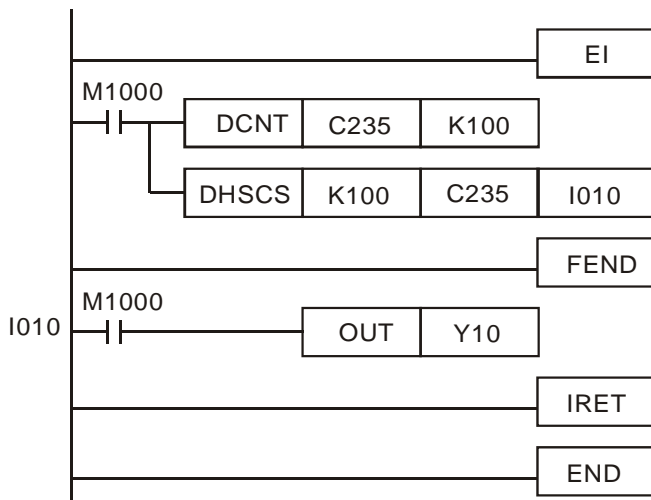 EI
M1000
DCNT C235 K100
DHSCS K100 C235 I010
FEND
M1000
I010 OUT Y10
IRET
END